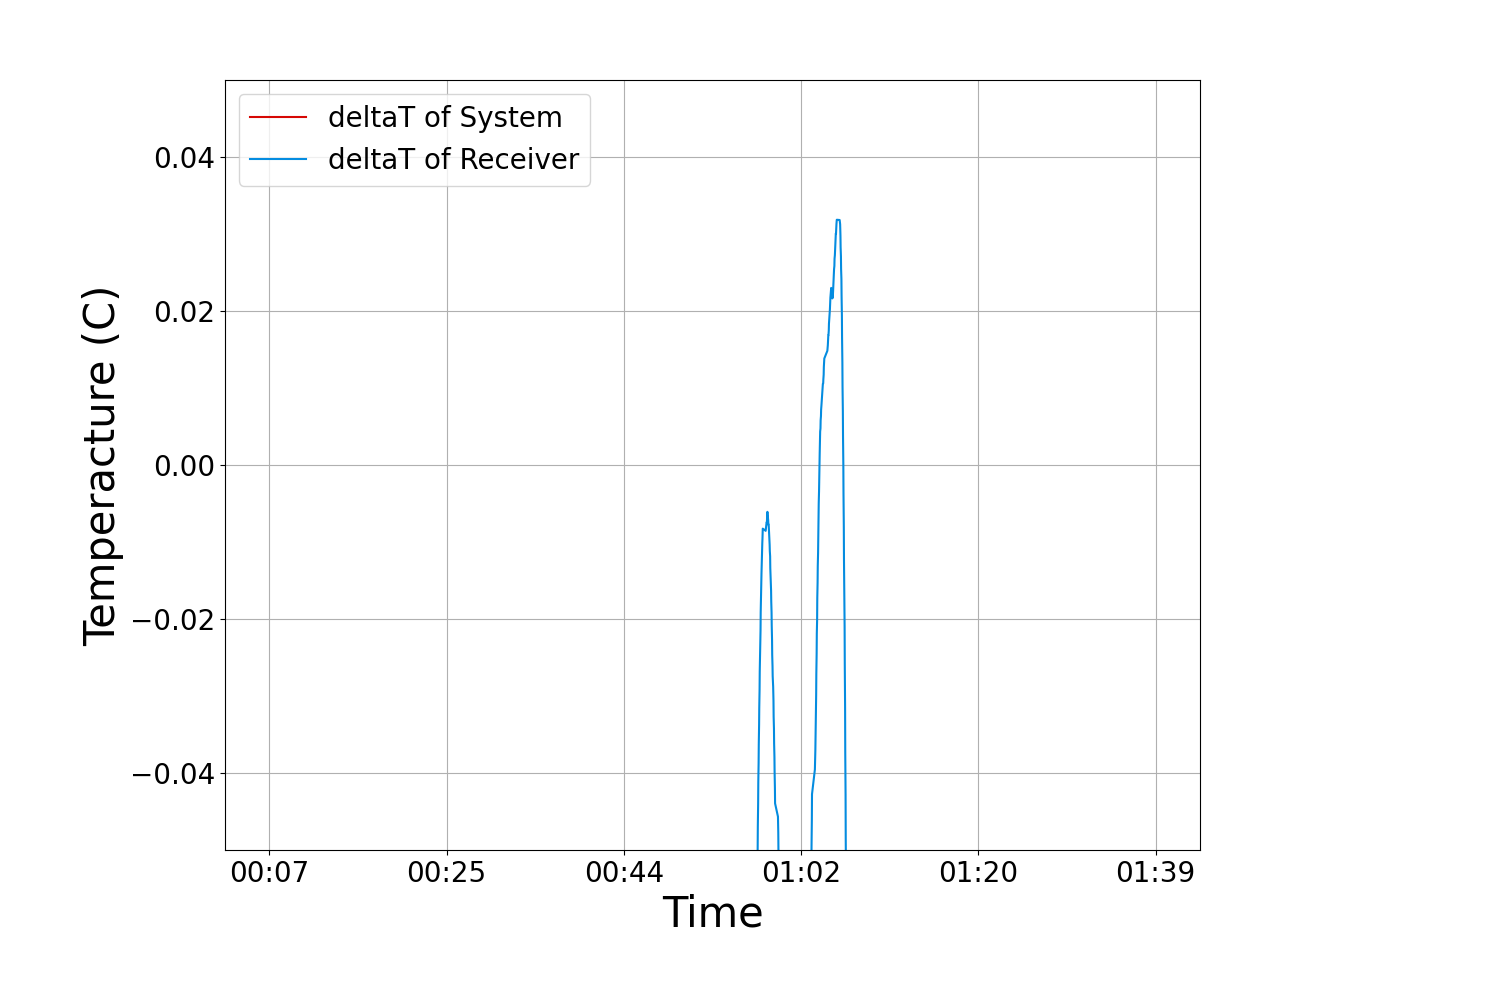 deltaT of System
deltaT of Receiver
0.04
0.02
0.00
−0.02
−0.04
Temperacture (C)
00:07 00:25 00:44 01:02 01:20 01:39
Time